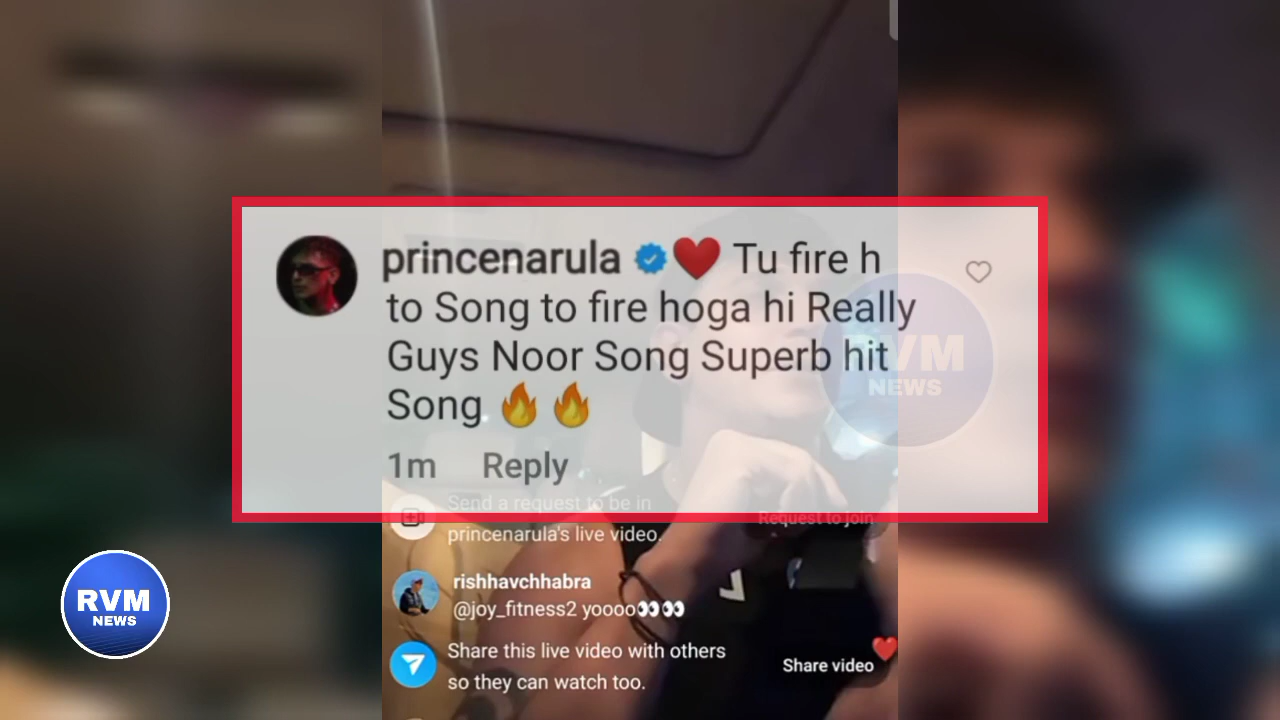 princenarula ❤️ Tu fire h
to Song to fire hoga hi Really
Guys Noor Song Superb hit
Song 🔥 🔥
1m Reply
RVM
NEWS
Send a request to be in
princenarula's live video.
Request to join
rishhavchhabra
@joy_fitness2 yoooo👀👀
Share this live video with others
so they can watch too.
Share video
RVM
NEWS